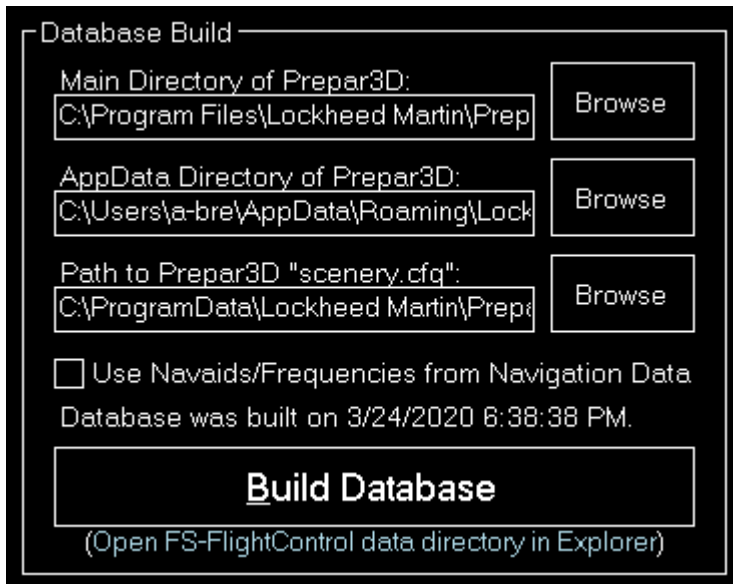 Database Build
Main Directory of Prepar3D:
C:\Program Files\Lockheed Martin\Prep
Browse
AppData Directory of Prepar3D:
C:\Users\a-bre\AppData\Roaming\Lock
Browse
Path to Prepar3D "scenery.cfg":
C:\ProgramData\Lockheed Martin\Prepa
Browse
Use Navaids/Frequencies from Navigation Data
Database was built on 3/24/2020 6:38:38 PM.
Build Database
(Open FS-FlightControl data directory in Explorer)